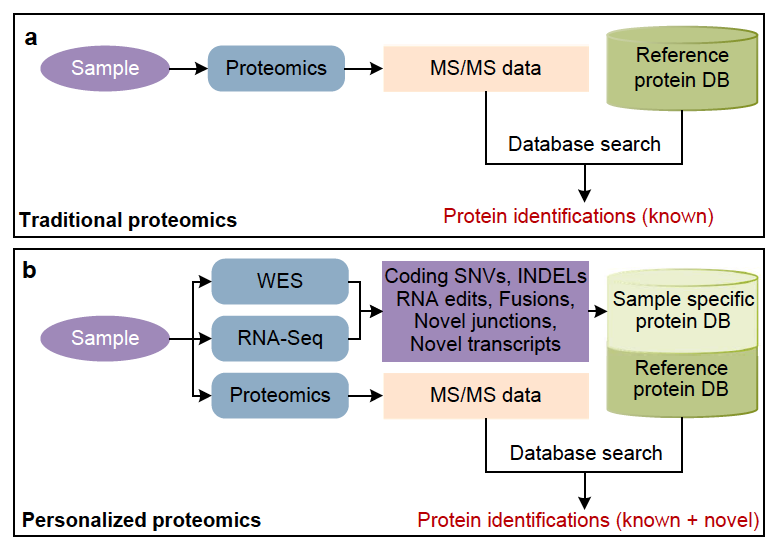 a
Sample
Proteomics
MS/MS data
Reference
protein DB
Database search
Protein identifications (known)
Traditional proteomics
b
Sample
WES
RNA-Seq
Proteomics
Coding SNVs, INDELs
RNA edits, Fusions,
Novel junctions,
Novel transcripts
MS/MS data
Sample specific
protein DB
Reference
protein DB
Database search
Protein identifications (known + novel)
Personalized proteomics